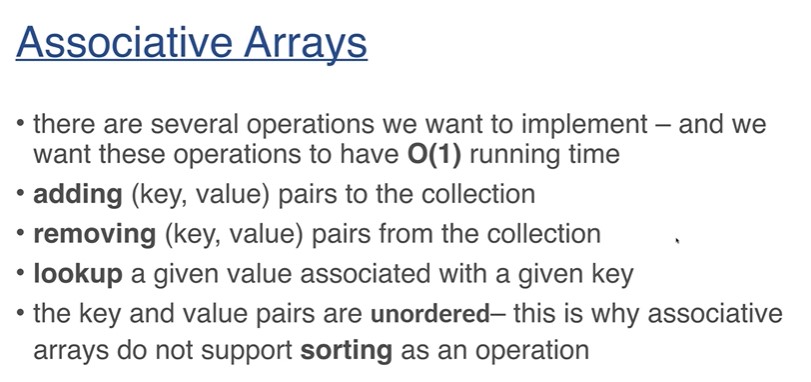 Associative Arrays
• there are several operations we want to implement – and we
want these operations to have O(1) running time
• adding (key, value) pairs to the collection
• removing (key, value) pairs from the collection
• lookup a given value associated with a given key
• the key and value pairs are unordered– this is why associative
arrays do not support sorting as an operation